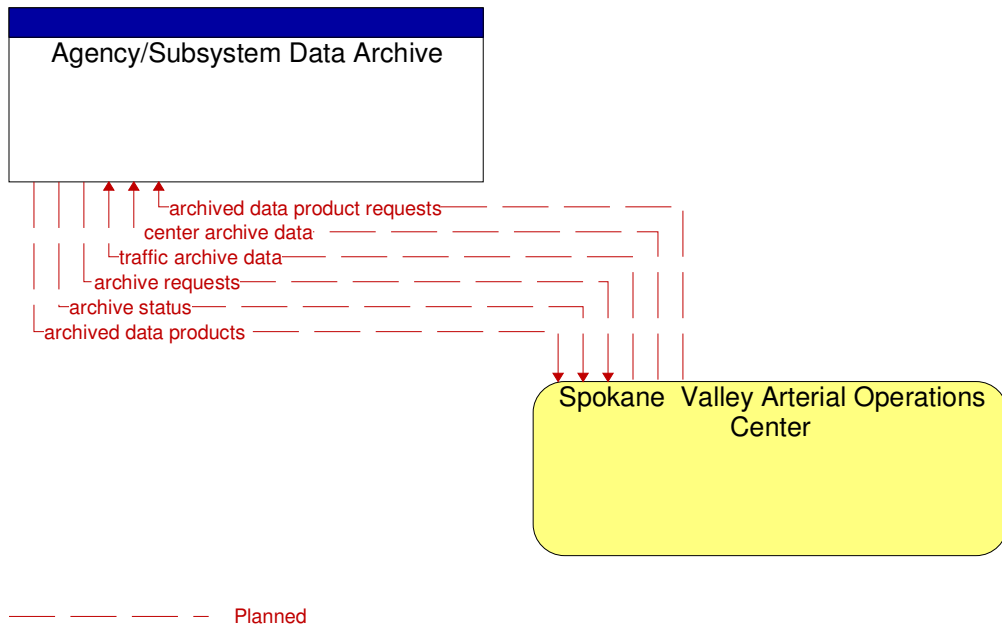 Agency/Subsystem Data Archive
archived data product requests
center archive data
traffic archive data
archive requests
archive status
archived data products
Spokane Valley Arterial Operations
Center
Planned